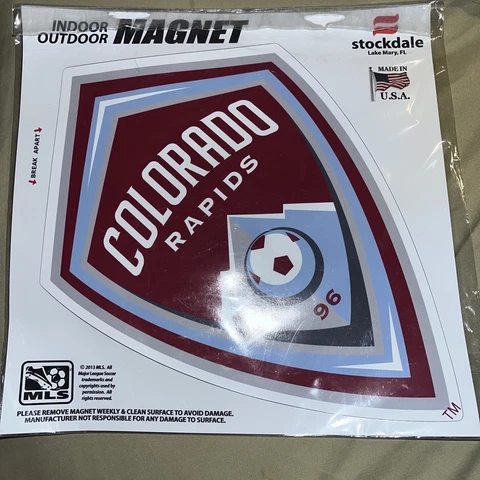 INDOOR
OUTDOOR MAGNET
stockdale
Lake Mary, FL
MADE IN
U.S.A.
BREAK APART
COLORADO
RAPIDS
96
TM
MLS
© 2013 MLS. All
Major League Soccer
trademarks and
copyrights used by
permission. All
rights reserved.
PLEASE REMOVE MAGNET WEEKLY & CLEAN SURFACE TO AVOID DAMAGE.
MANUFACTURER NOT RESPONSIBLE FOR ANY DAMAGE TO SURFACE.